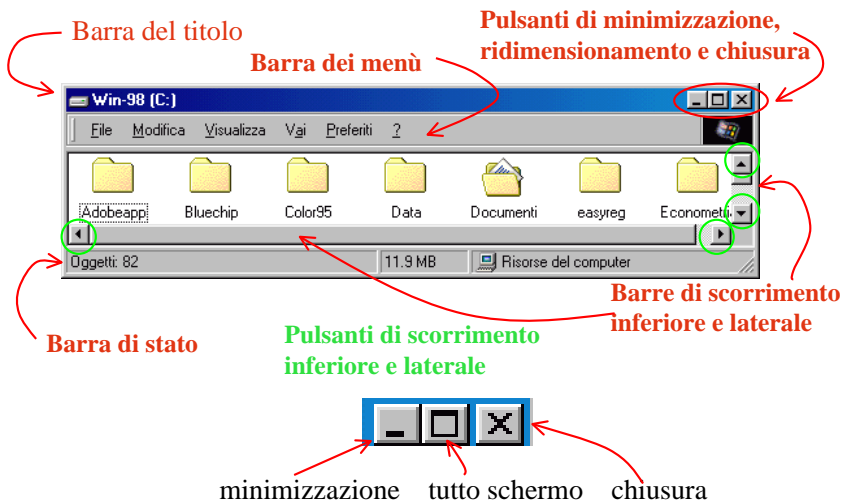 Barra del titolo
Pulsanti di minimizzazione,
ridimensionamento e chiusura
Barra dei menù
Win-98 (C:)
File Modifica Visualizza Vai Preferiti ?
Adobeapp Bluechip Color95 Data Documenti easyreg Econometria
Oggetti: 82 11.9 MB Risorse del computer
Barre di scorrimento
inferiore e laterale
Barra di stato
Pulsanti di scorrimento
inferiore e laterale
minimizzazione tutto schermo chiusura